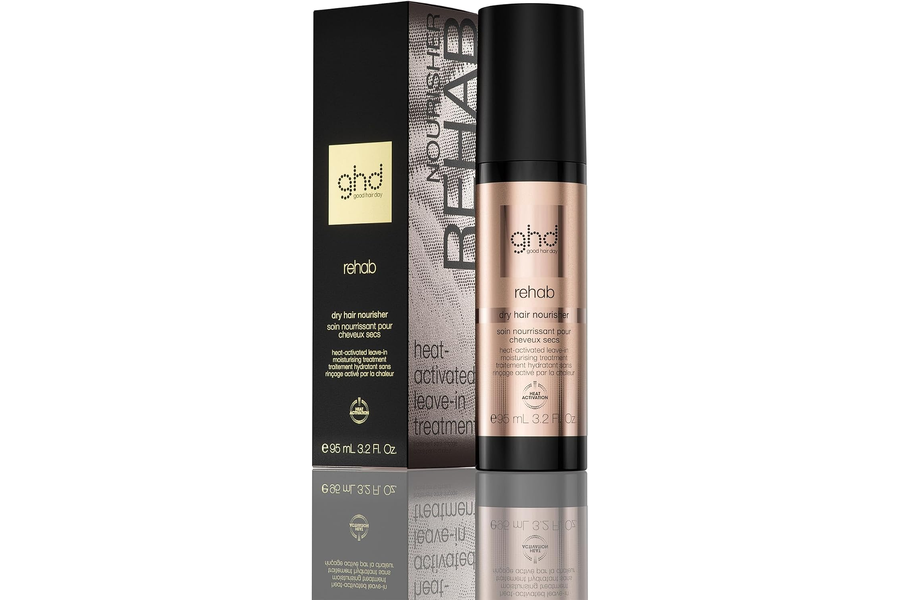 ghd
good hair day
rehab
dry hair nourisher
soin nourrissant pour
cheveux secs
heat-activated leave-in
moisturising treatment
traitement hydratant sans
rinçage activé par la chaleur
HEAT
ACTIVATION
e 95 mL 3.2 Fl. Oz.
NOURISHER
REHAB
heat-
activated
leave-in
treatment
ghd
good hair day
rehab
dry hair nourisher
soin nourrissant pour
cheveux secs
heat-activated leave-in
moisturising treatment
traitement hydratant sans
rinçage activé par la chaleur
HEAT
ACTIVATION
e95 mL 3.2 Fl. Oz.